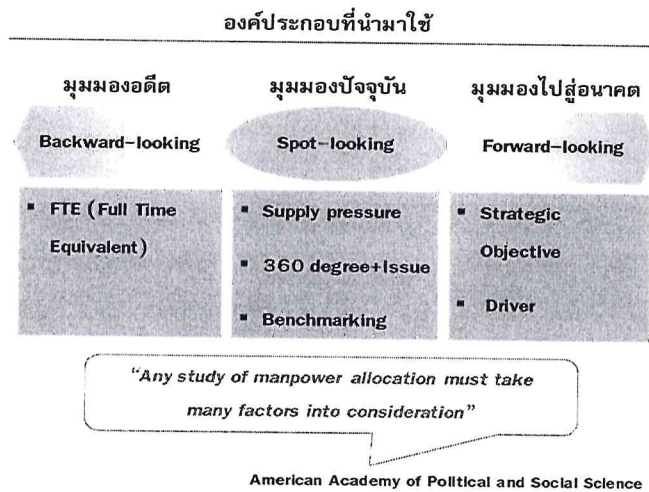 องค์ประกอบที่นำมาใช้
มุมมองอดีต
มุมมองปัจจุบัน
มุมมองไปสู่อนาคต
Backward-looking
Spot-looking
Forward-looking
▪ FTE (Full Time
Equivalent)
▪ Supply pressure
▪ 360 degree+Issue
▪ Benchmarking
▪ Strategic
Objective
▪ Driver
"Any study of manpower allocation must take
many factors into consideration"
American Academy of Political and Social Science